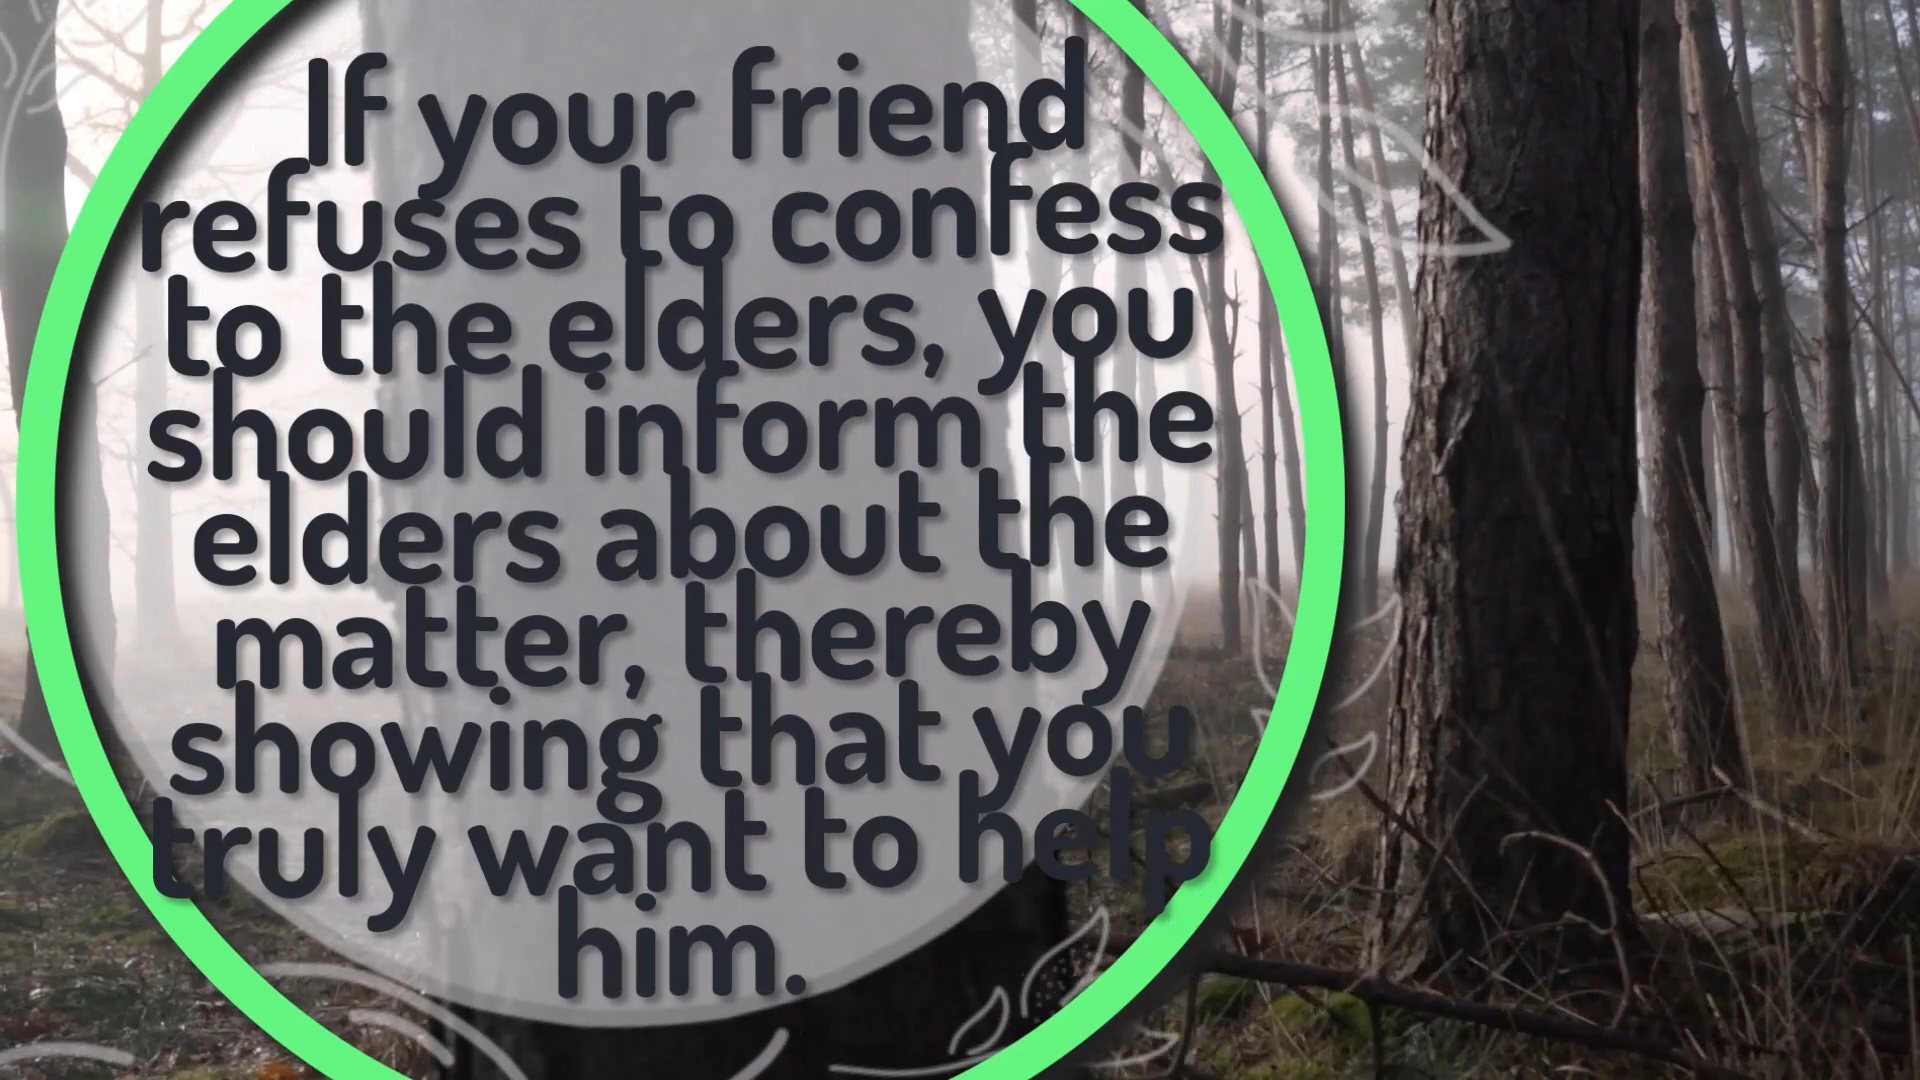 If your friend
refuses to confess
to the elders, you
should inform the
elders about the
matter, thereby
showing that you
truly want to help
him.